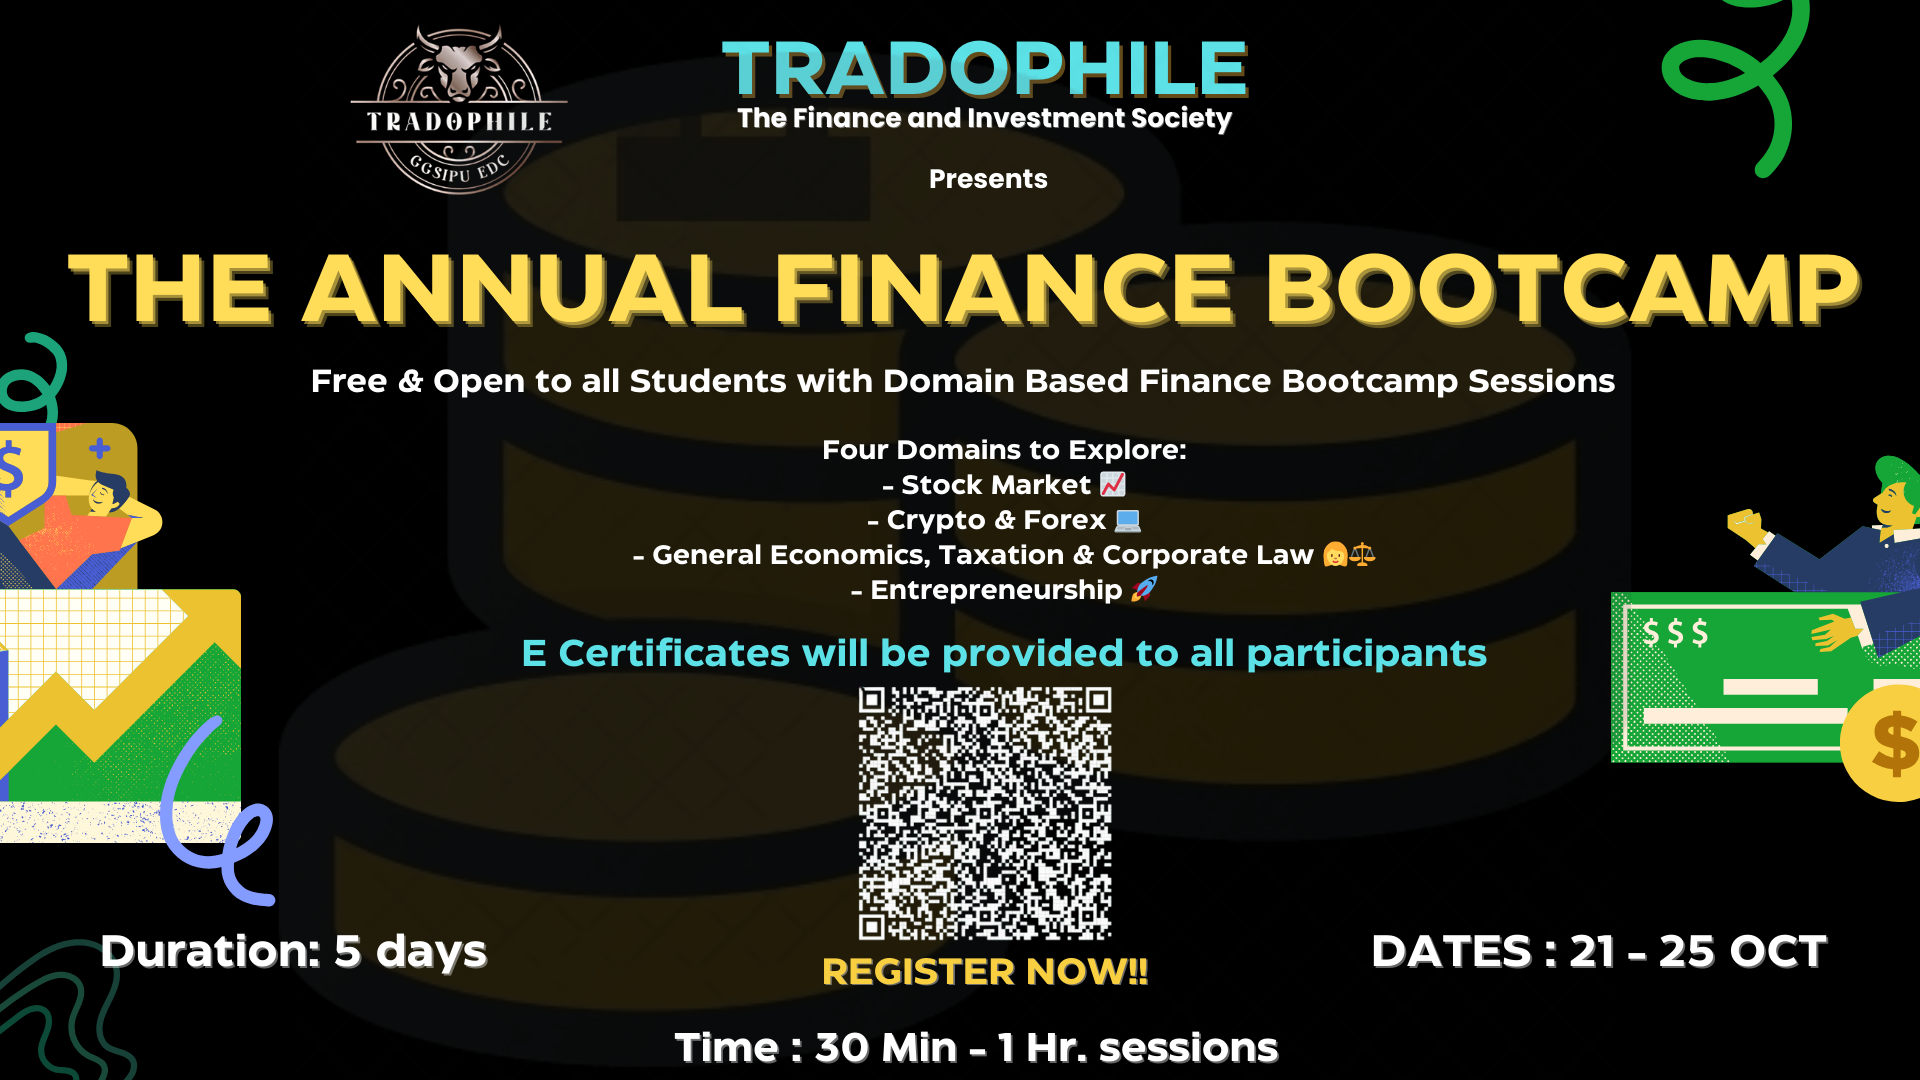 TRADOPHILE
GGSIPU EDC
TRADOPHILE
The Finance and Investment Society
Presents
THE ANNUAL FINANCE BOOTCAMP
Free & Open to all Students with Domain Based Finance Bootcamp Sessions
Four Domains to Explore:
- Stock Market 📈
- Crypto & Forex 💻
- General Economics, Taxation & Corporate Law 👩⚖️
- Entrepreneurship 🚀
E Certificates will be provided to all participants
$
$$$
$
Duration: 5 days
REGISTER NOW!!
DATES : 21 - 25 OCT
Time : 30 Min - 1 Hr. sessions